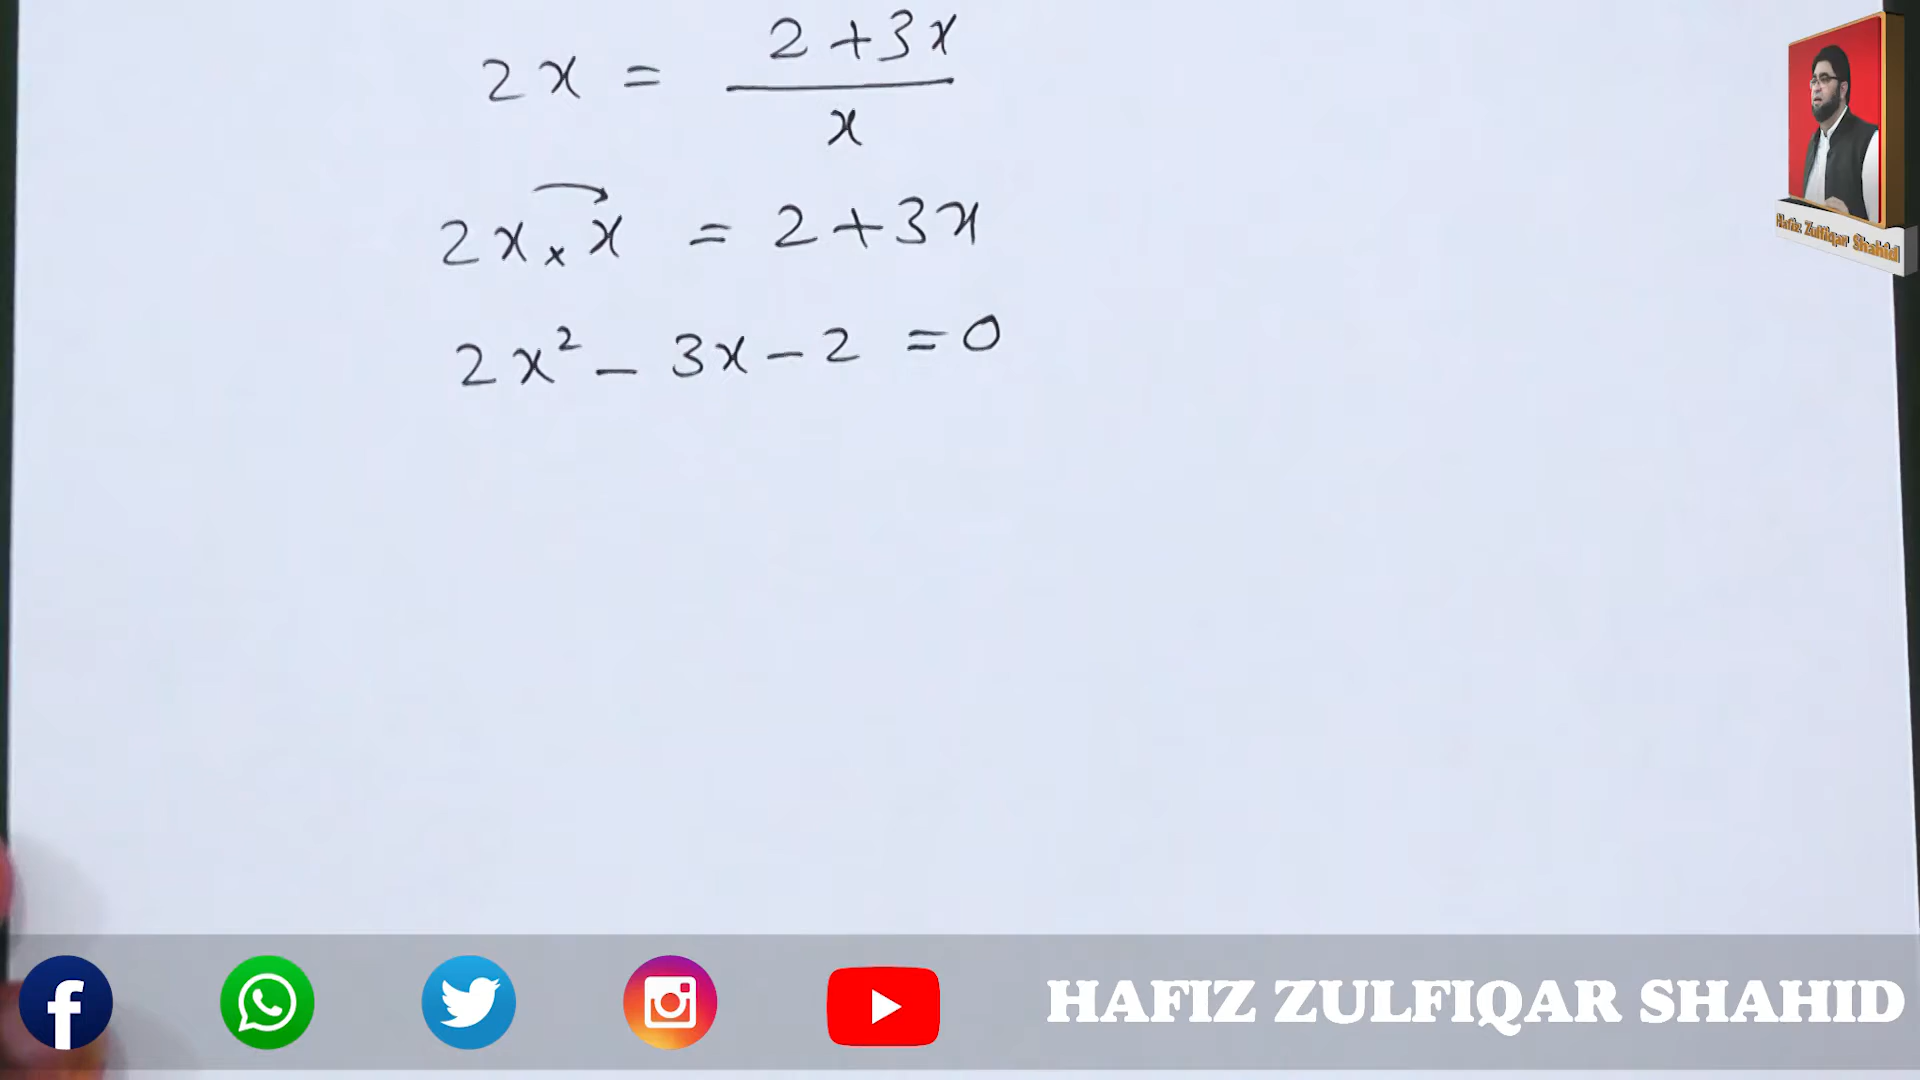 2x = (2+3x)/x
2x × x = 2+3x
2x² - 3x - 2 = 0
Hafiz Zulfiqar Shahid
HAFIZ ZULFIQAR SHAHID